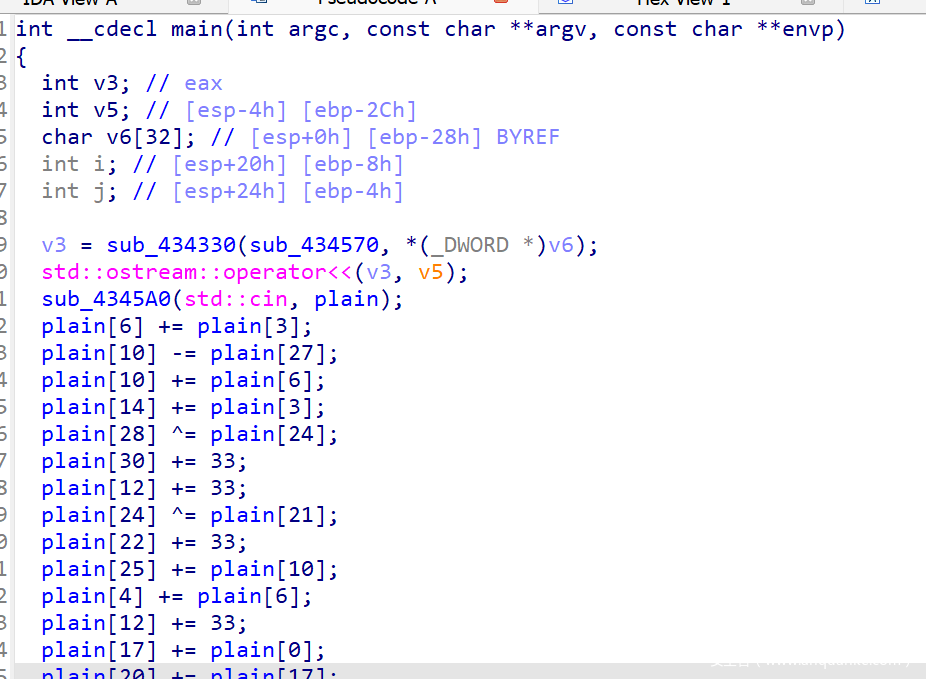 IDA View-A Pseudocode-A Hex View-1
1 int __cdecl main(int argc, const char **argv, const char **envp)
2 {
3 int v3; // eax
4 int v5; // [esp-4h] [ebp-2Ch]
5 char v6[32]; // [esp+0h] [ebp-28h] BYREF
6 int i; // [esp+20h] [ebp-8h]
7 int j; // [esp+24h] [ebp-4h]
8
9 v3 = sub_434330(sub_434570, *(_DWORD *)v6);
0 std::ostream::operator<<(v3, v5);
1 sub_4345A0(std::cin, plain);
2 plain[6] += plain[3];
3 plain[10] -= plain[27];
4 plain[10] += plain[6];
5 plain[14] += plain[3];
6 plain[28] ^= plain[24];
7 plain[30] += 33;
8 plain[12] += 33;
9 plain[24] ^= plain[21];
0 plain[22] += 33;
1 plain[25] += plain[10];
2 plain[4] += plain[6];
3 plain[12] += 33;
4 plain[17] += plain[0];
5 plain[20] += plain[17];